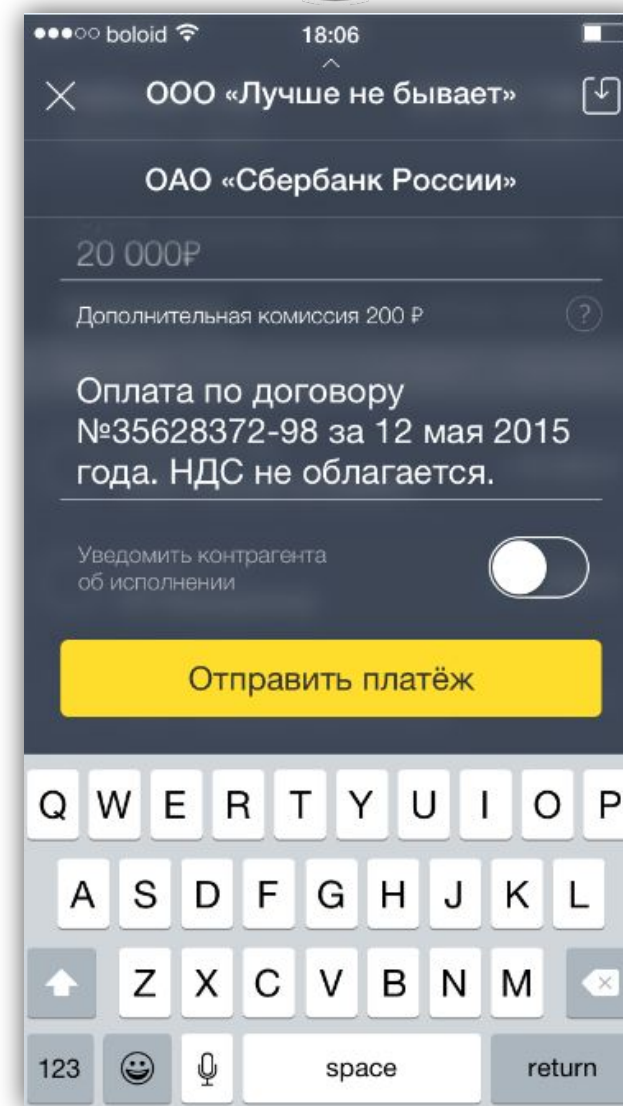 boloid 18:06
ООО «Лучше не бывает»
ОАО «Сбербанк России»
20 000₽
Дополнительная комиссия 200 ₽ ?
Оплата по договору
№35628372-98 за 12 мая 2015
года. НДС не облагается.
Уведомить контрагента
об исполнении
Отправить платёж
Q W E R T Y U I O P
A S D F G H J K L
Z X C V B N M
123 space return